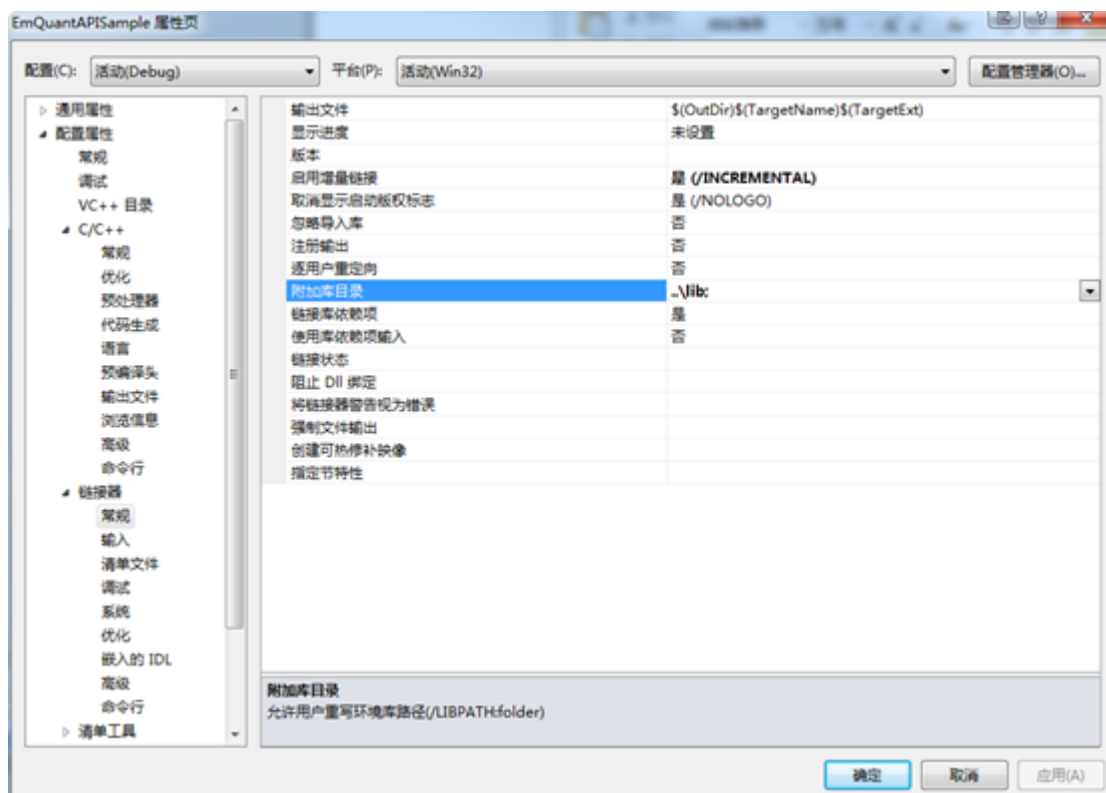 EmQuantAPISample 属性页
配置(C): 活动(Debug) 平台(P): 活动(Win32) 配置管理器(O)...
通用属性
配置属性
常规
调试
VC++ 目录
C/C++
常规
优化
预处理器
代码生成
语言
预编译头
输出文件
浏览信息
高级
命令行
链接器
常规
输入
清单文件
调试
系统
优化
嵌入的 IDL
高级
命令行
清单工具
输出文件 $(OutDir)$(TargetName)$(TargetExt)
显示进度 未设置
版本
启用增量链接 是 (/INCREMENTAL)
取消显示启动版权标志 是 (/NOLOGO)
忽略导入库 否
注册输出 否
逐用户重定向 否
附加库目录 ..\lib;
链接库依赖项 是
使用库依赖项输入 否
链接状态
阻止 Dll 绑定
将链接器警告视为错误
强制文件输出
创建可热修补映像
指定节特性
附加库目录
允许用户重写环境库路径(/LIBPATH:folder)
确定 取消 应用(A)